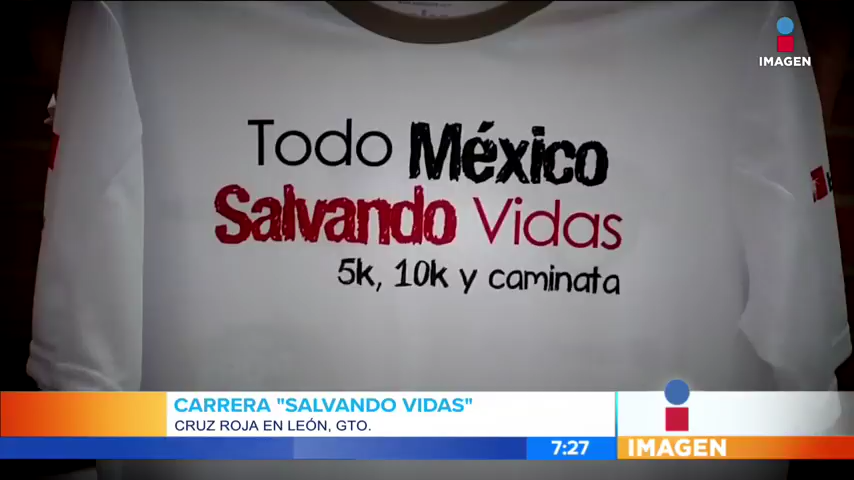 IMAGEN
Todo México
Salvando Vidas
5k, 10k y caminata
CARRERA "SALVANDO VIDAS"
CRUZ ROJA EN LEÓN, GTO.
7:27
IMAGEN